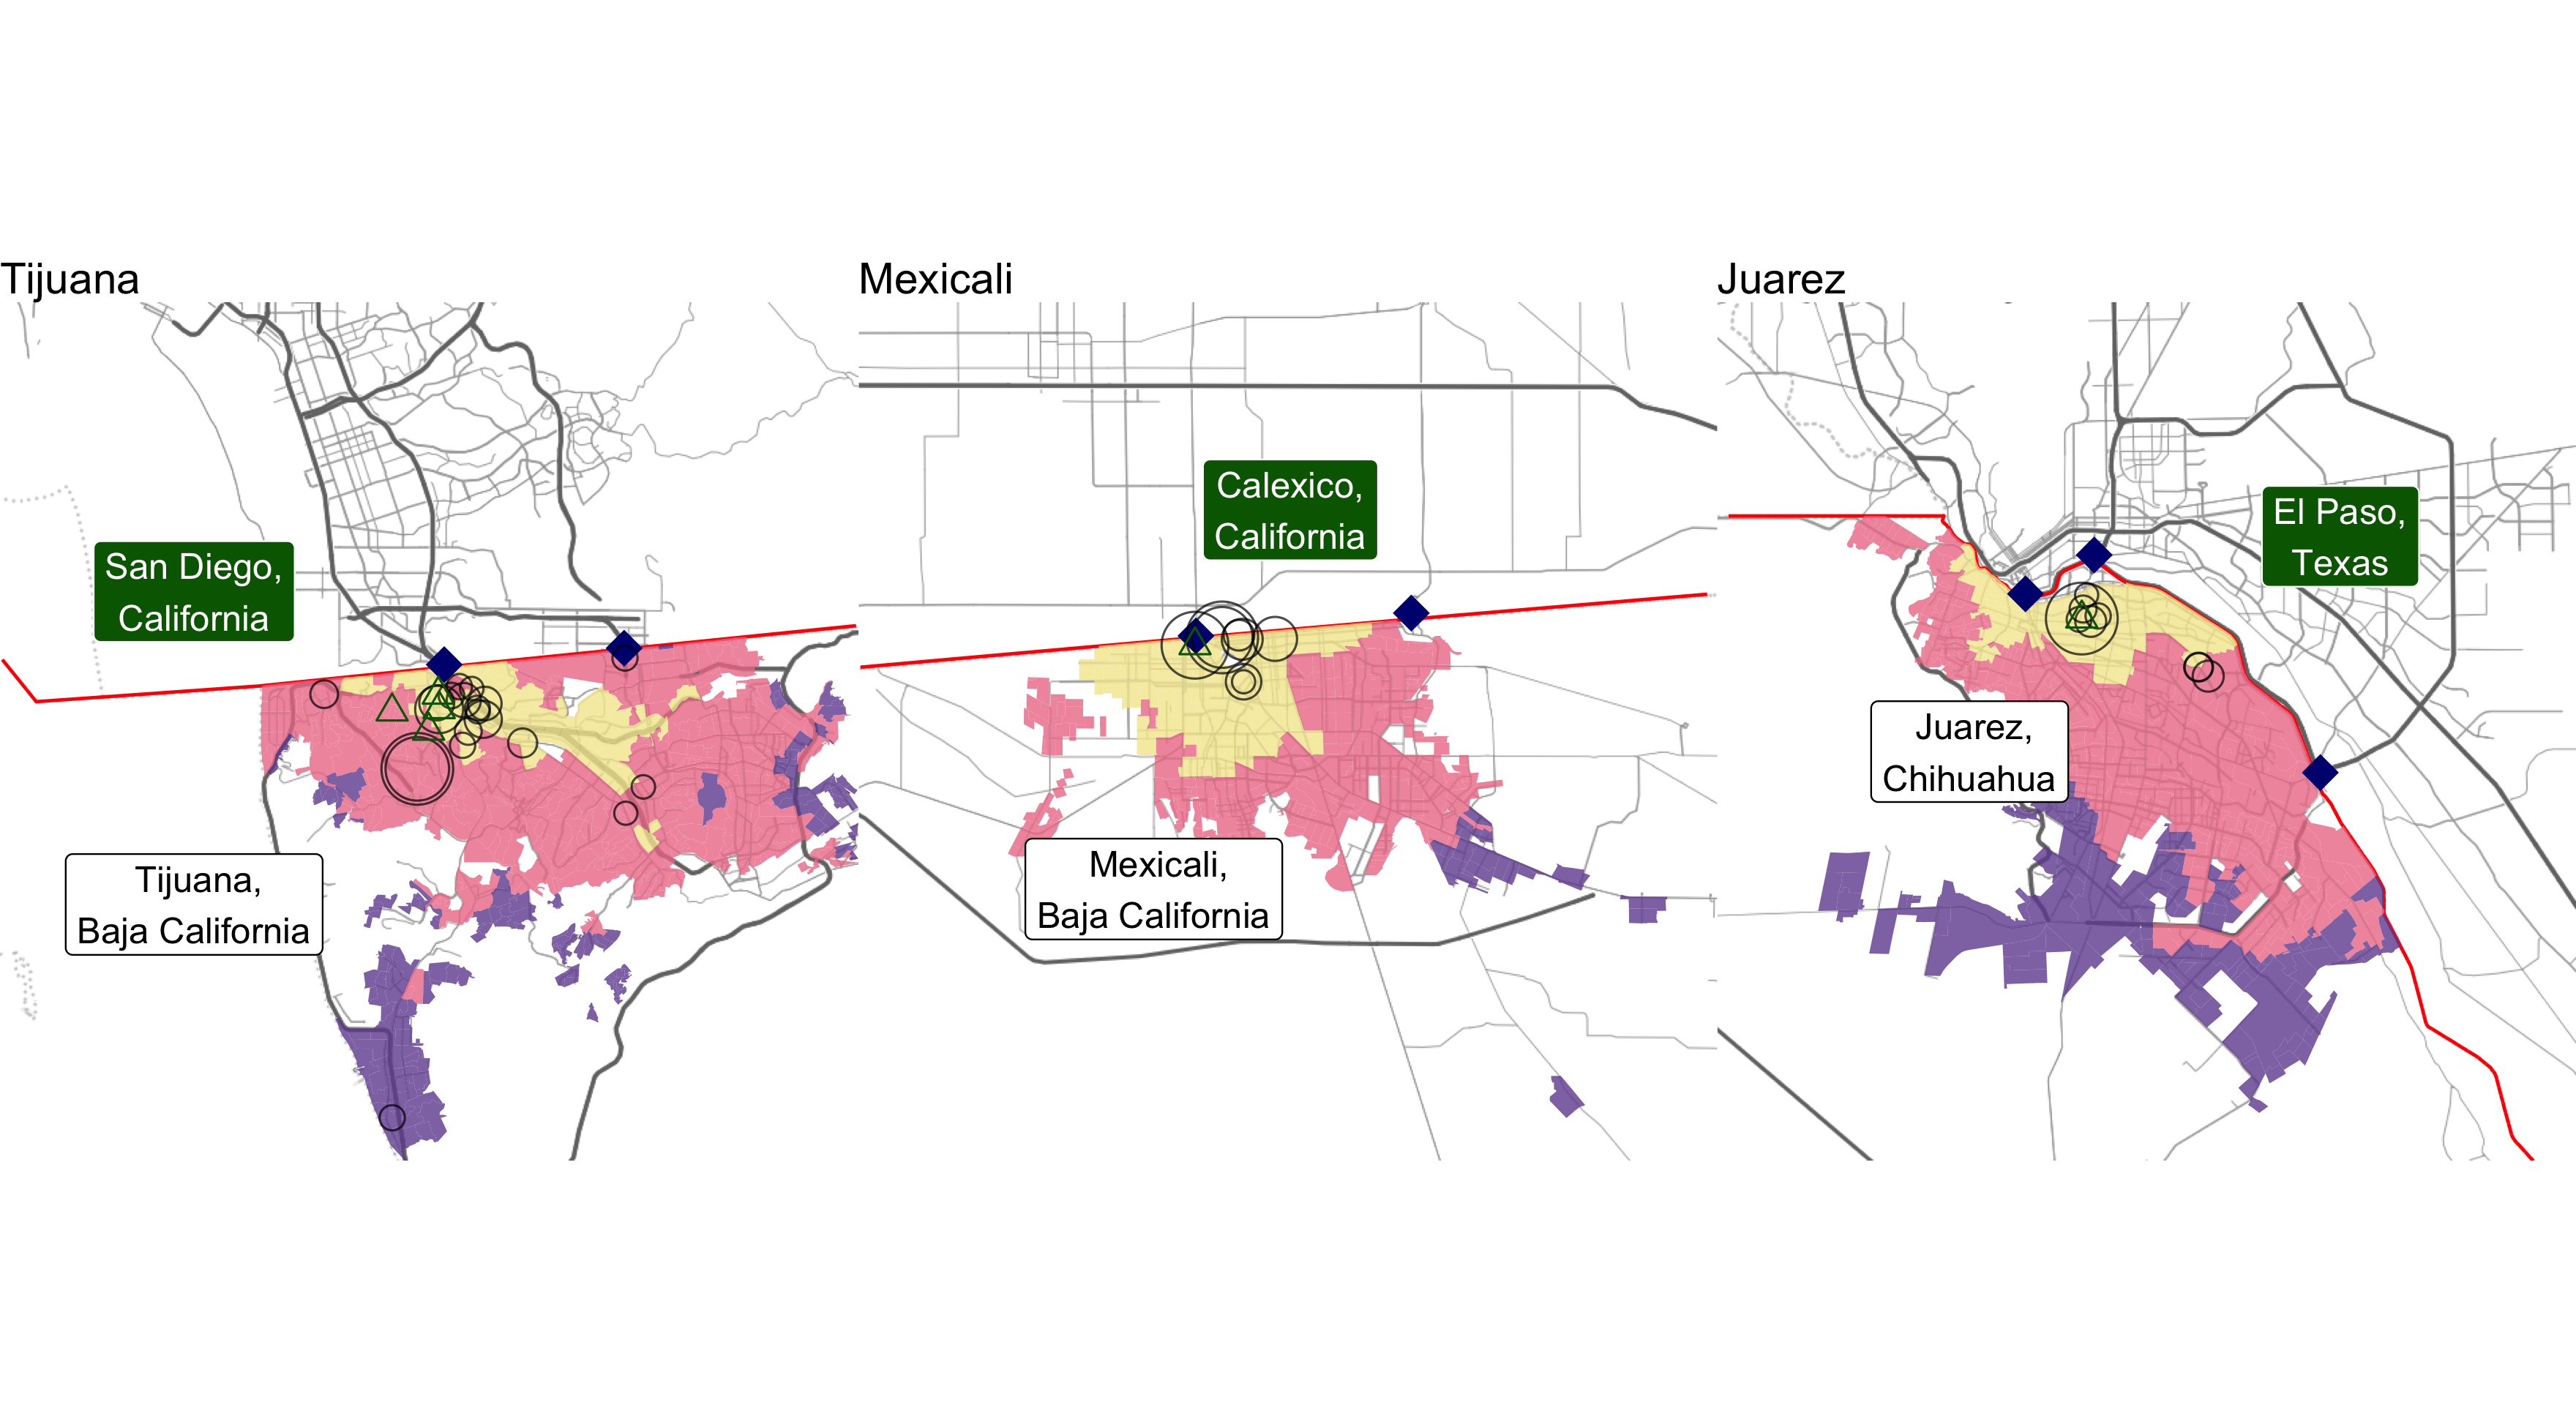 Tijuana
San Diego,
California
Tijuana,
Baja California
Mexicali
Calexico,
California
Mexicali,
Baja California
Juarez
El Paso,
Texas
Juarez,
Chihuahua